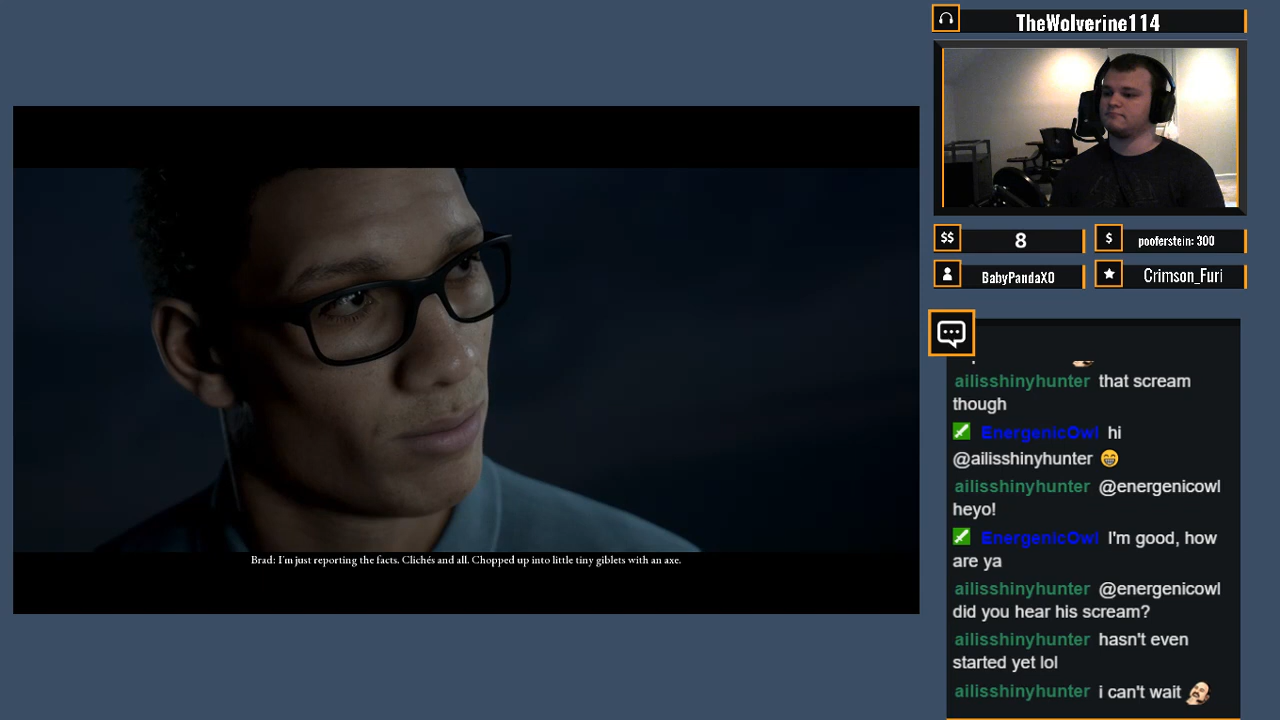 TheWolverine114
$$
8
$
pooferstein: 300
BabyPandaXO
Crimson_Furi
ailisshinyhunter that scream
though
EnergenicOwl hi
@ailisshinyhunter
ailisshinyhunter @energenicowl
heyo!
EnergenicOwl I'm good, how
are ya
ailisshinyhunter @energenicowl
did you hear his scream?
ailisshinyhunter hasn't even
started yet lol
ailisshinyhunter i can't wait
Brad: I'm just reporting the facts. Clichés and all. Chopped up into little tiny giblets with an axe.